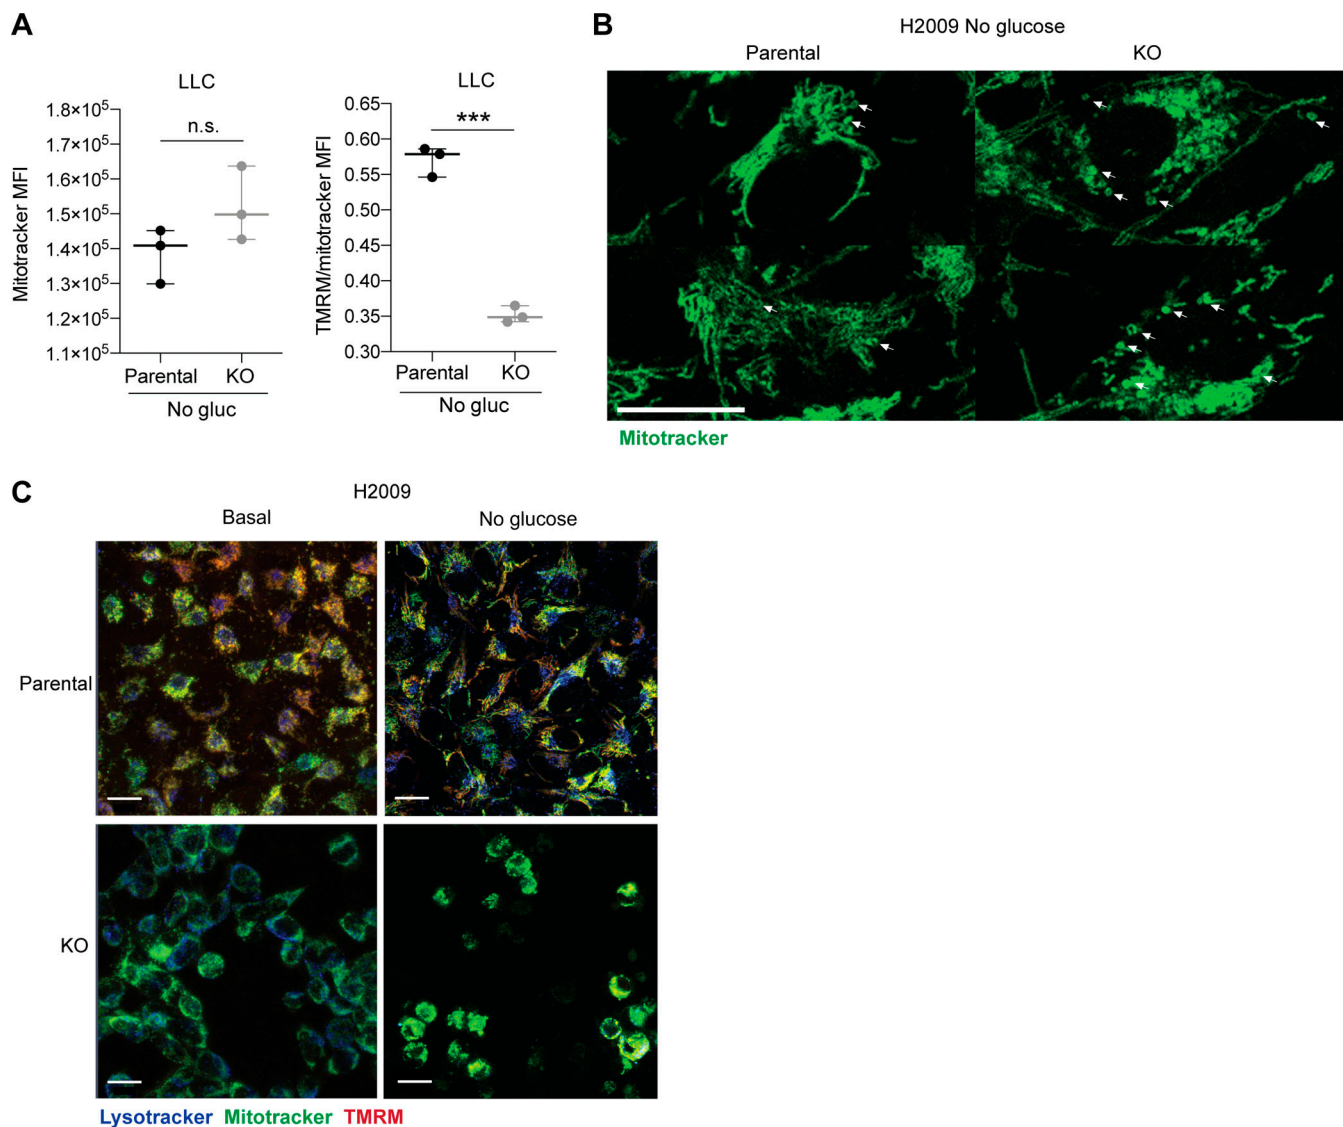 A
LLC
1.8×10⁵
1.7×10⁵
1.6×10⁵
1.5×10⁵
1.4×10⁵
1.3×10⁵
1.2×10⁵
1.1×10⁵
Mitotracker MFI
n.s.
Parental KO
No gluc
LLC
0.65
0.60
0.55
0.50
0.45
0.40
0.35
0.30
TMRM/mitotracker MFI
***
Parental KO
No gluc
B
H2009 No glucose
Parental KO
Mitotracker
C
H2009
Basal No glucose
Parental
KO
Lysotracker Mitotracker TMRM